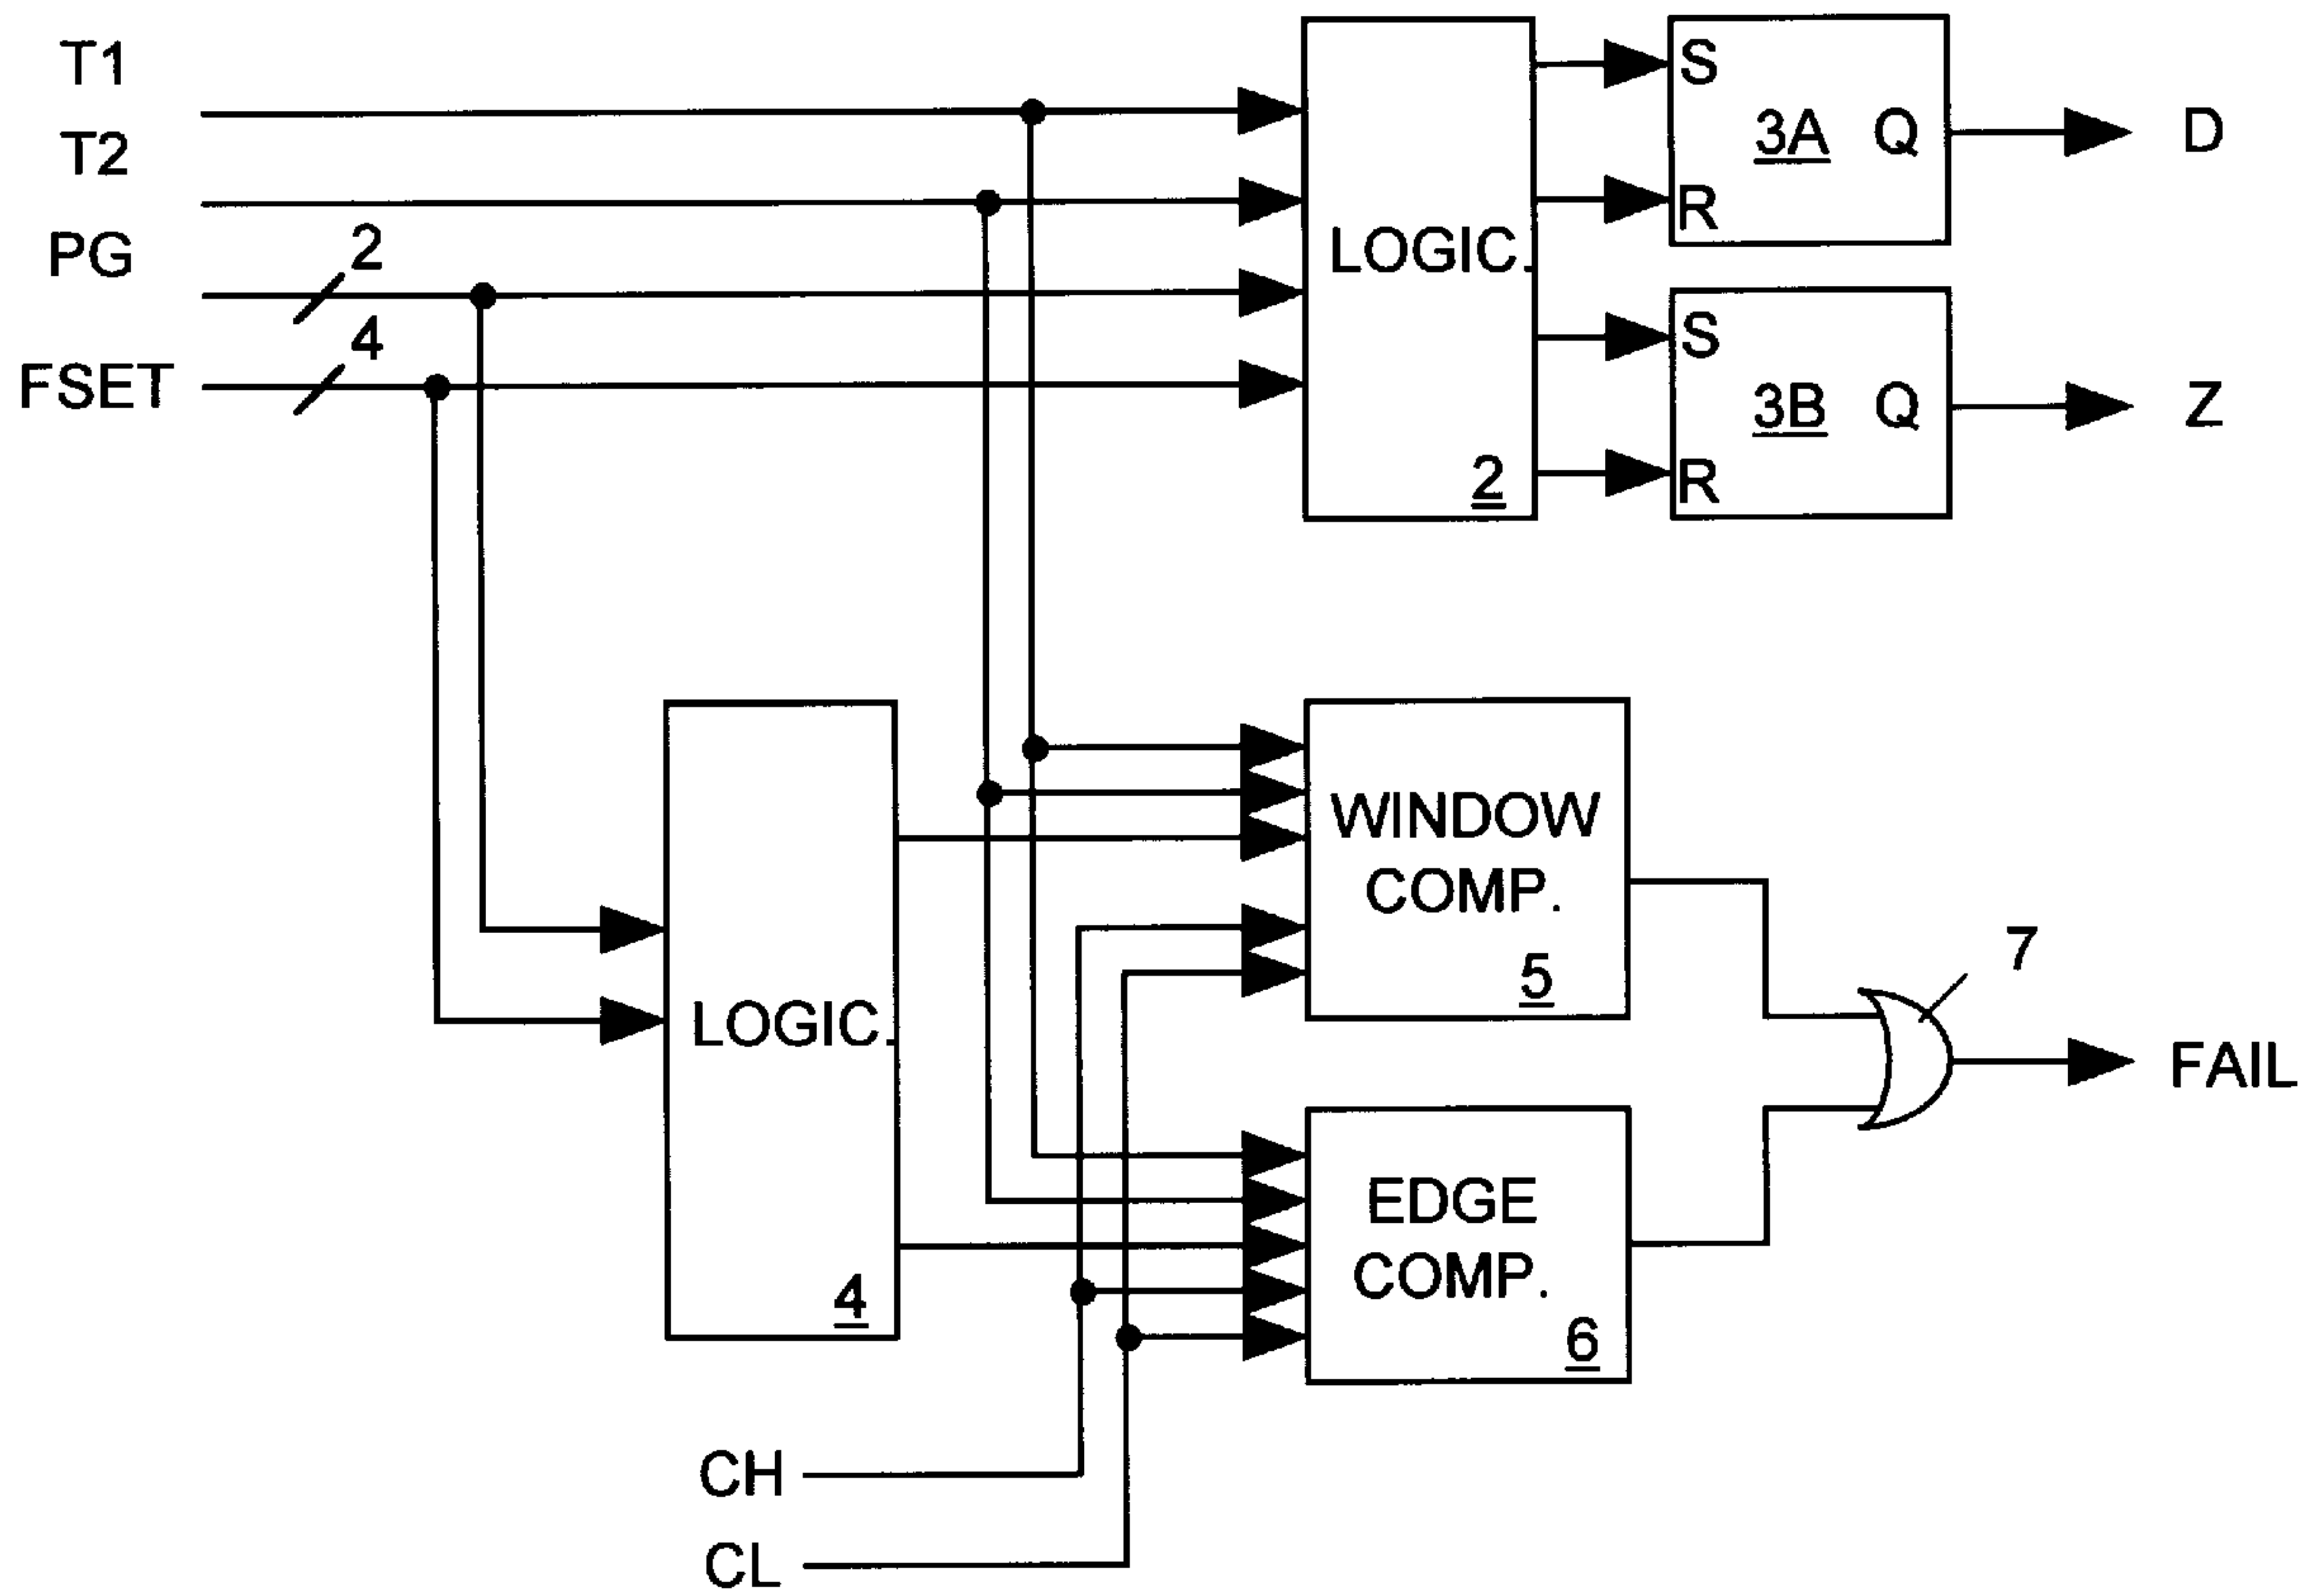 T1
T2
PG
2
4
FSET
LOGIC.
2
S
3A
Q
R
D
S
3B
Q
R
Z
LOGIC.
4
WINDOW
COMP.
5
EDGE
COMP.
6
7
FAIL
CH
CL